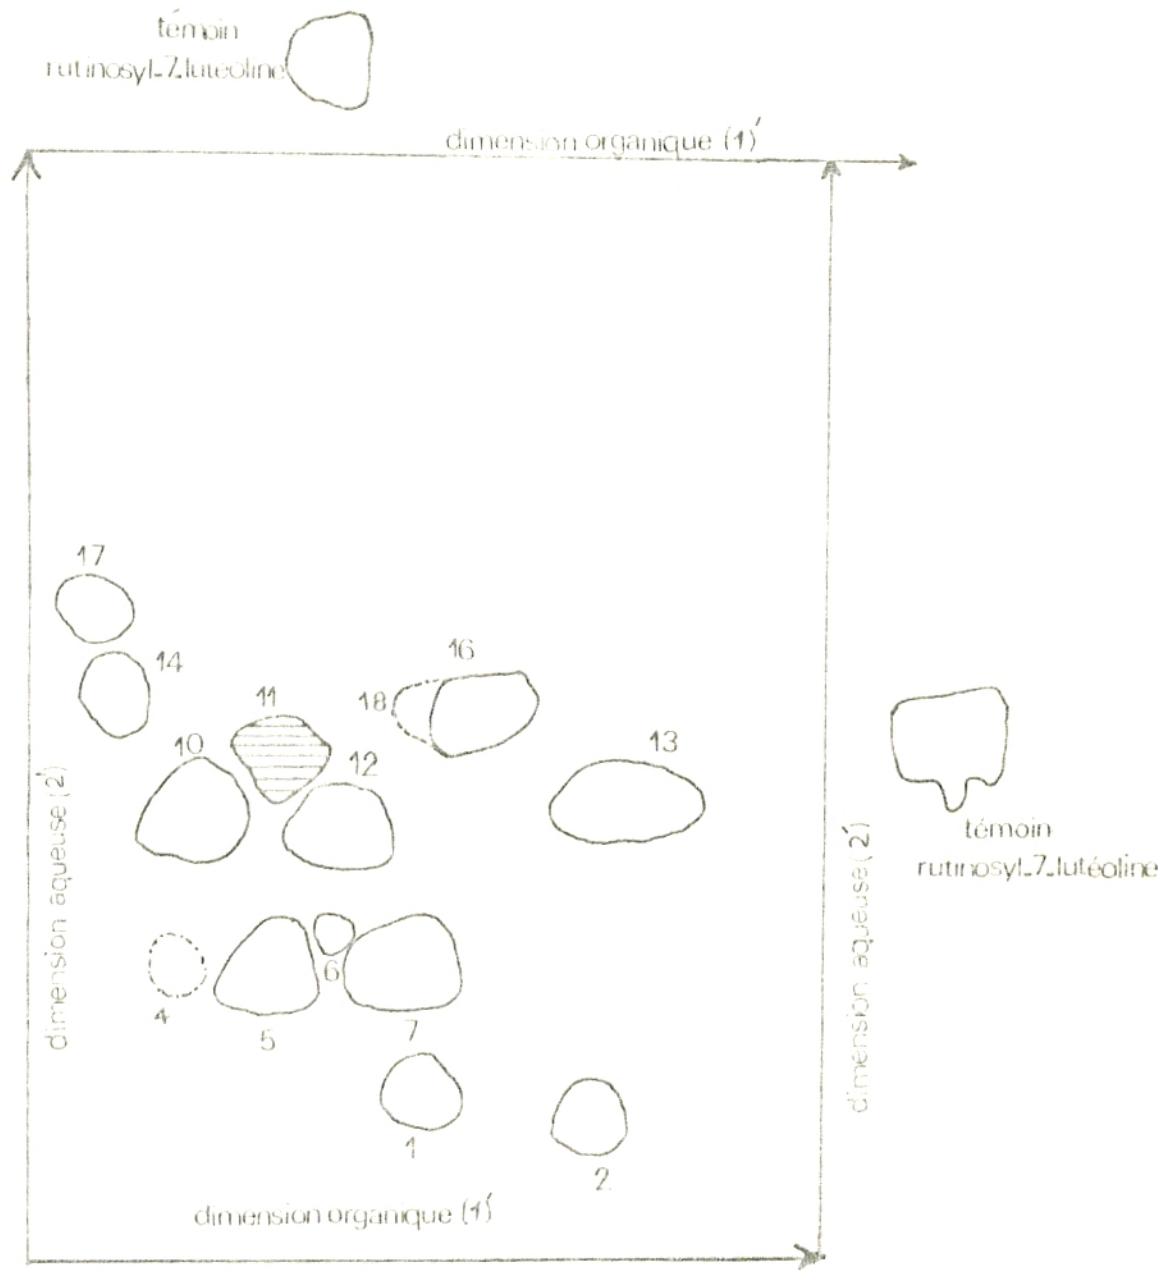 témoin
rutinosyl-7-lutéoline
dimension organique (1)'
17
14
16
18
11
10
12
13
témoin
rutinosyl-7-lutéoline
dimension aqueuse (2')
dimension aqueuse (2')
4
6
5
7
1
2
dimension organique (1)'